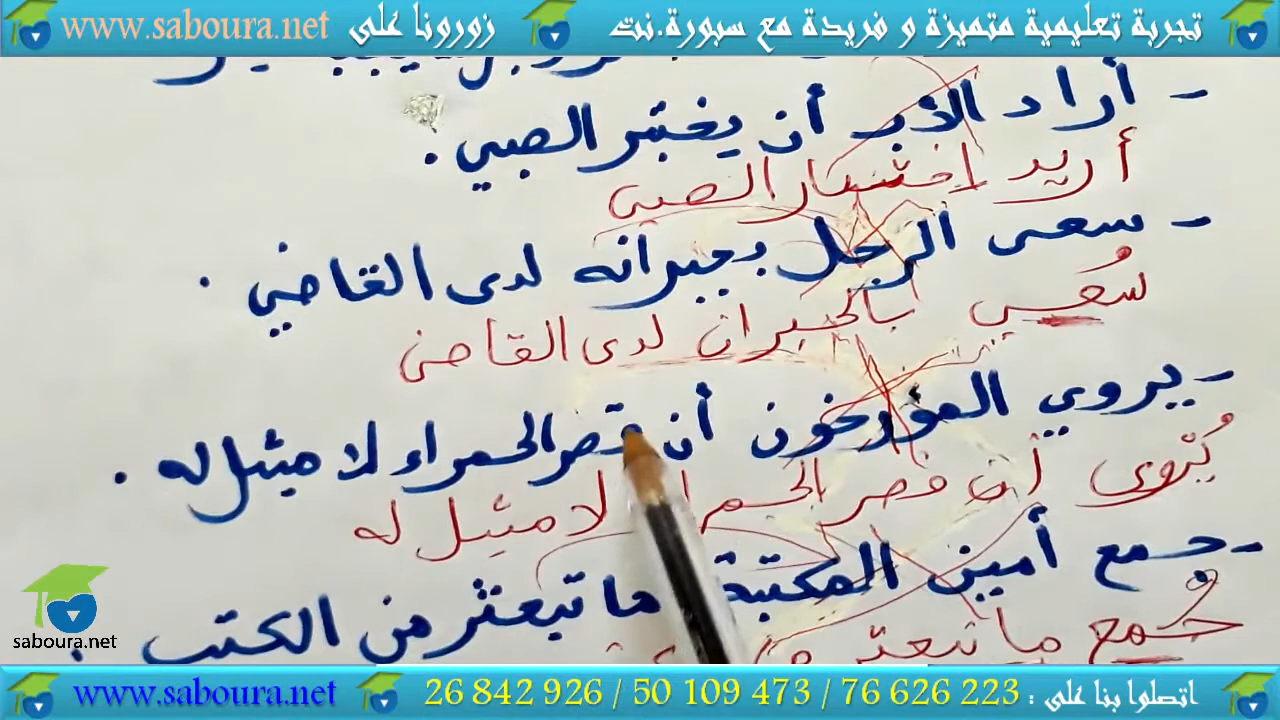 تجربة تعليمية متميزة و فريدة مع سبورة.نت زورونا على www.saboura.net
- أراد الأب أن يختبر الصبي .
أريد اختبار الصبي
- سعى الرجل بجيرانه لدى القاضي .
سُعِي بالجيران لدى القاضي
- يروي المؤرخون أن قصر الحمراء لا مثيل له .
يُرْوى أن قصر الحمراء لا مثيل له
- جمع أمين المكتبة ما تبعثر من الكتب .
جُمع ما تبعثر
saboura.net
اتصلوا بنا على : 26 842 926 / 50 109 473 / 76 626 223 www.saboura.net